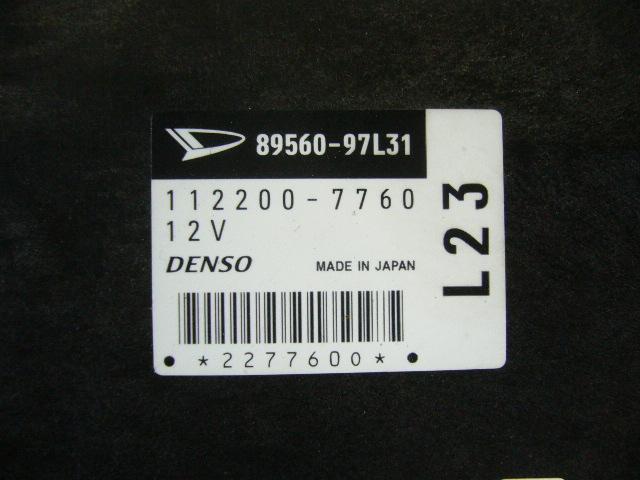 89560-97L31
112200-7760
12V
DENSO MADE IN JAPAN
*2277600*
L23